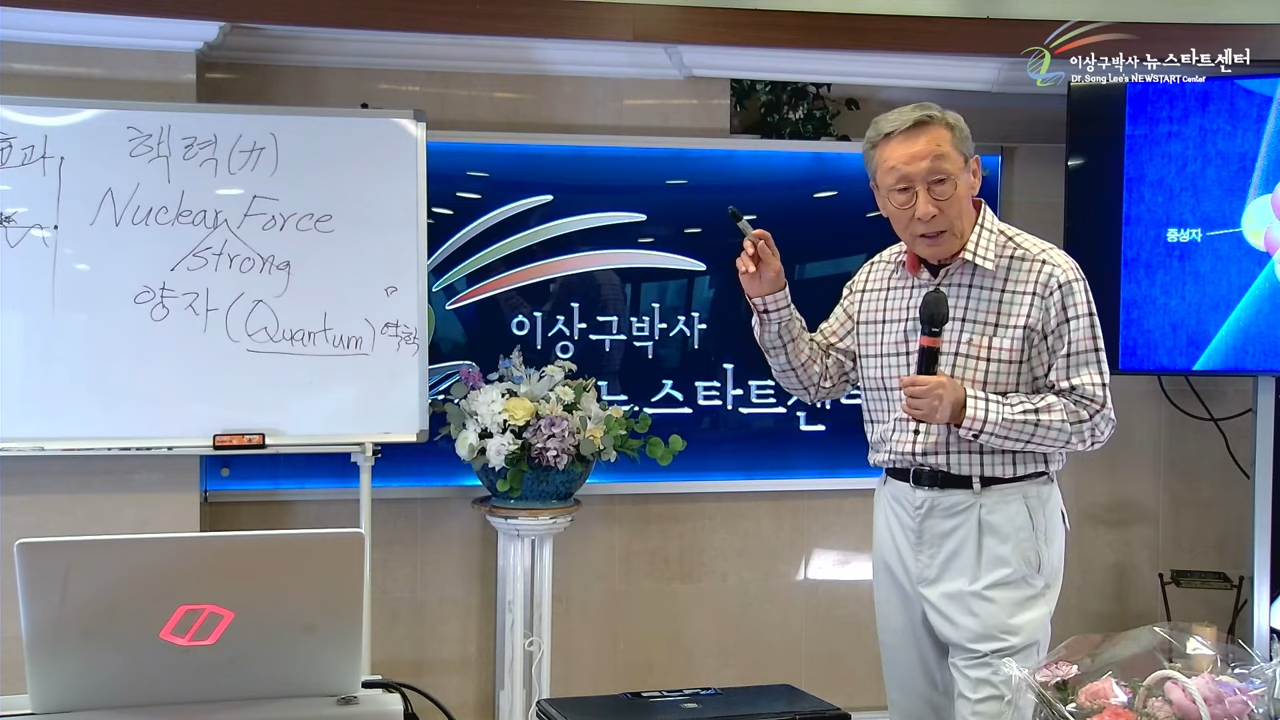 이상구박사 뉴스타트센터
Dr. Sang Lee's NEWSTART Center
효과
핵력(力)
Nuclear Force
strong
양자 (Quantum) 역학
이상구박사
뉴스타트센터
중성자